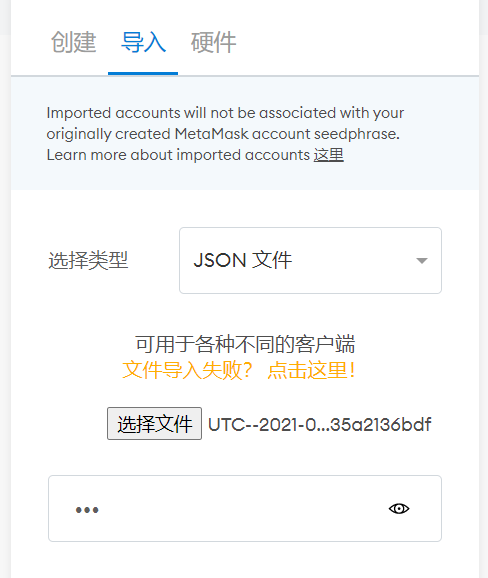 创建 导入 硬件
Imported accounts will not be associated with your
originally created MetaMask account seedphrase.
Learn more about imported accounts 这里
选择类型 JSON 文件
可用于各种不同的客户端
文件导入失败？ 点击这里！
选择文件 UTC--2021-0...35a2136bdf
•••